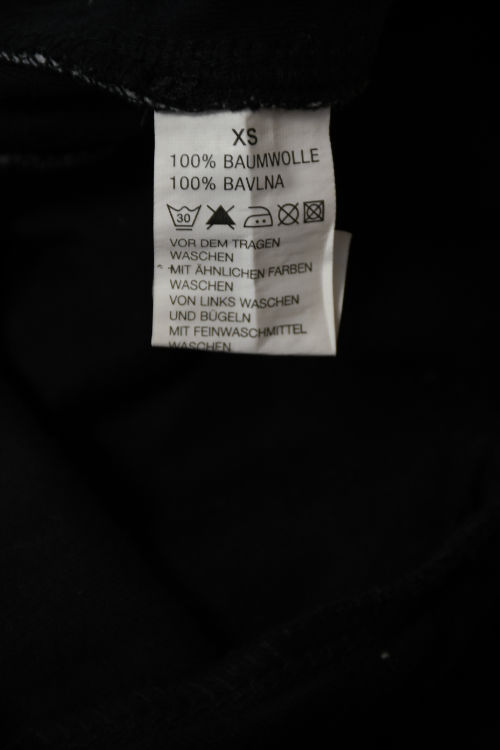 XS
100% BAUMWOLLE
100% BAVLNA
30
VOR DEM TRAGEN
WASCHEN
MIT ÄHNLICHEN FARBEN
WASCHEN
VON LINKS WASCHEN
UND BÜGELN
MIT FEINWASCHMITTEL
WASCHEN